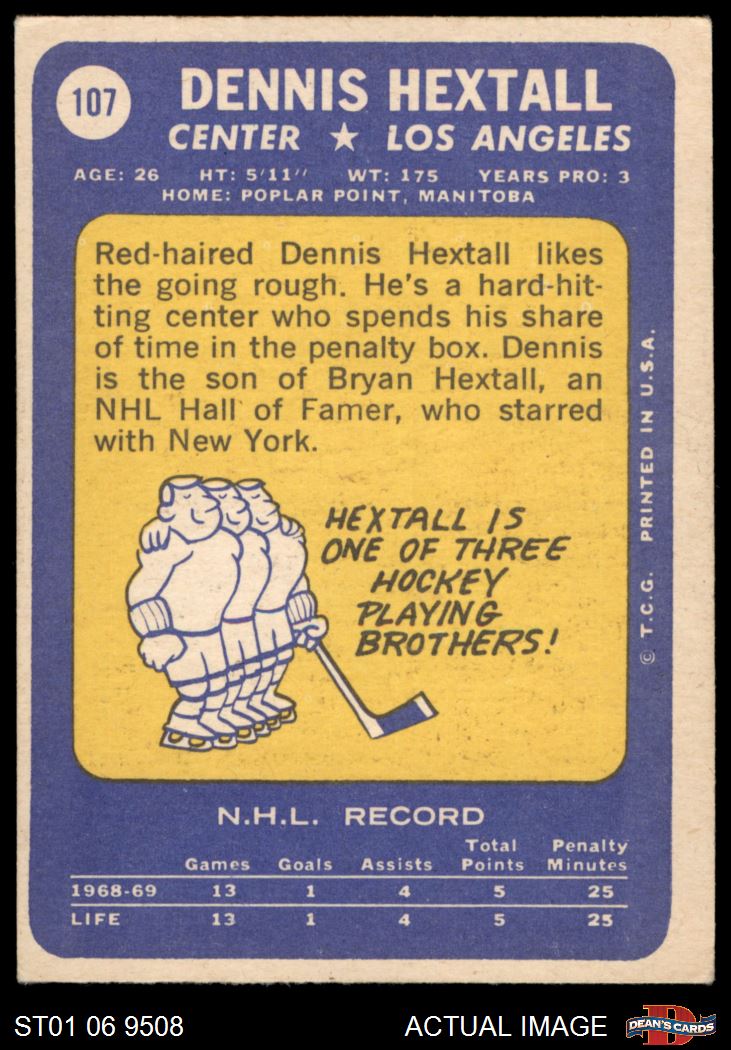 107
DENNIS HEXTALL
CENTER ★ LOS ANGELES
AGE: 26 HT: 5'11'' WT: 175 YEARS PRO: 3
HOME: POPLAR POINT, MANITOBA
Red-haired Dennis Hextall likes
the going rough. He's a hard-hit-
ting center who spends his share
of time in the penalty box. Dennis
is the son of Bryan Hextall, an
NHL Hall of Famer, who starred
with New York.
HEXTALL IS
ONE OF THREE
HOCKEY
PLAYING
BROTHERS!
© T.C.G. PRINTED IN U.S.A.
N.H.L. RECORD
Games Goals Assists Total Points Penalty Minutes
1968-69 13 1 4 5 25
LIFE 13 1 4 5 25
ST01 06 9508 ACTUAL IMAGE
D
DEAN'S CARDS